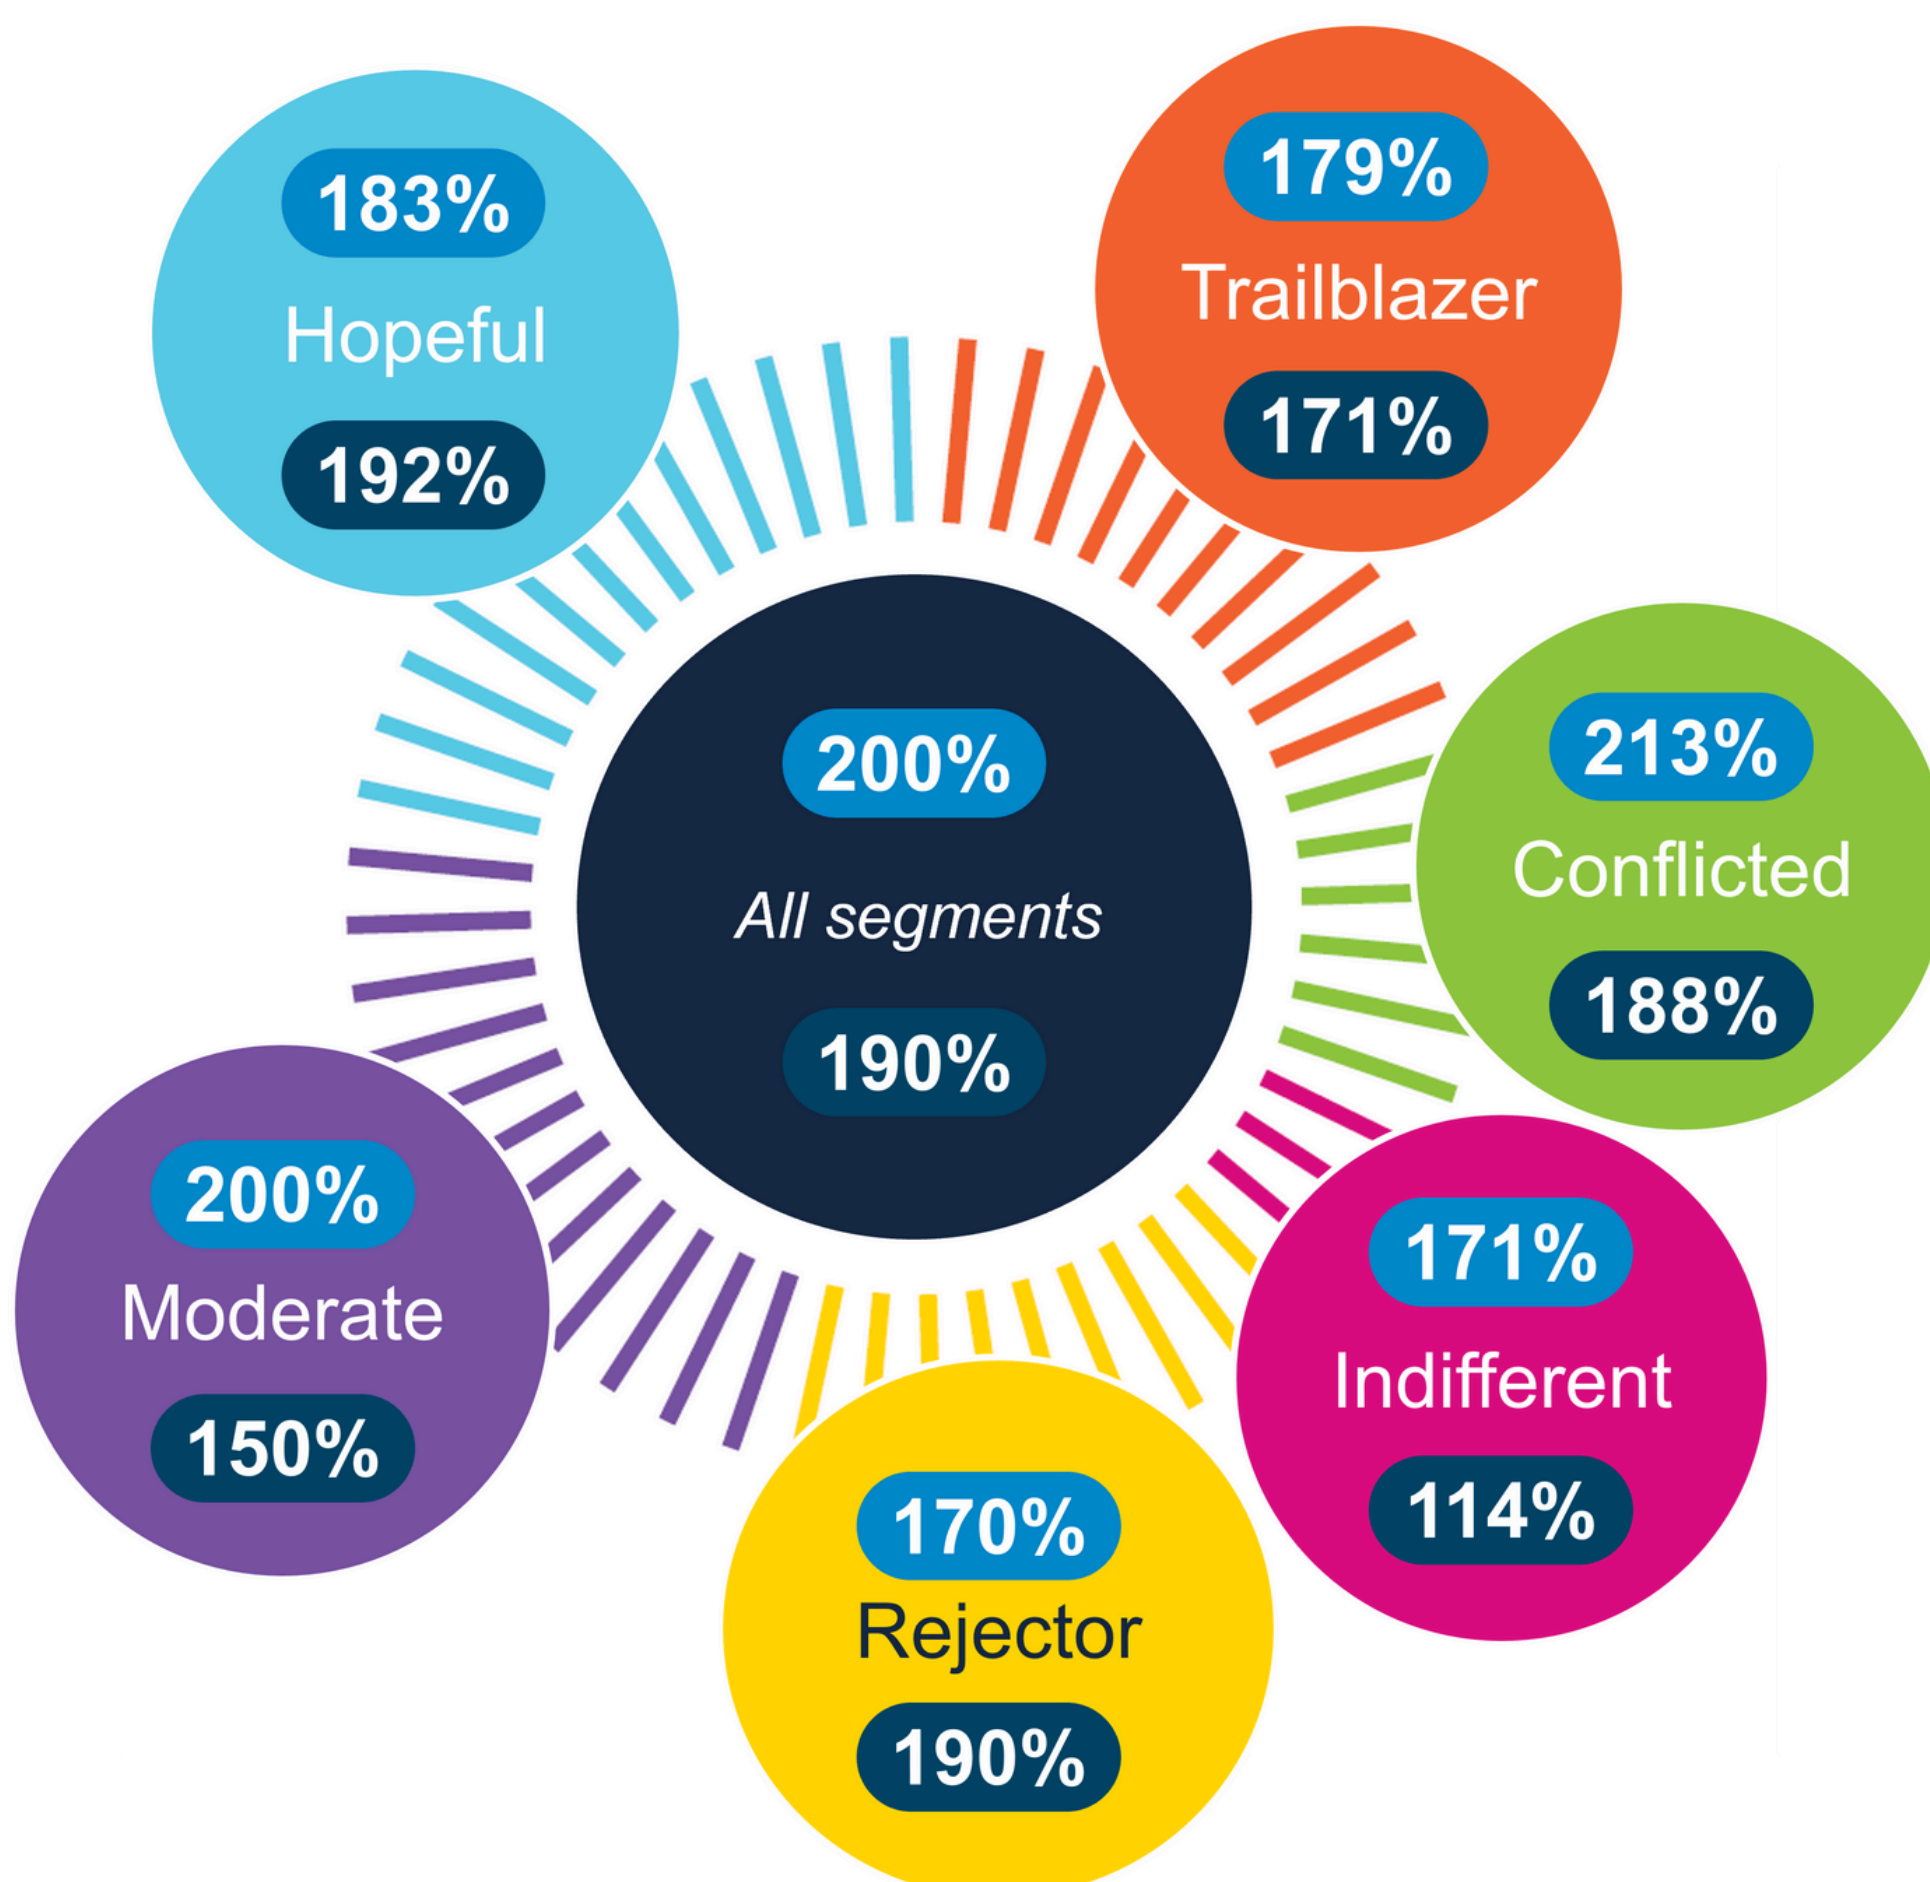 183%
Hopeful
192%
179%
Trailblazer
171%
213%
Conflicted
188%
200%
All segments
190%
200%
Moderate
150%
171%
Indifferent
114%
170%
Rejector
190%